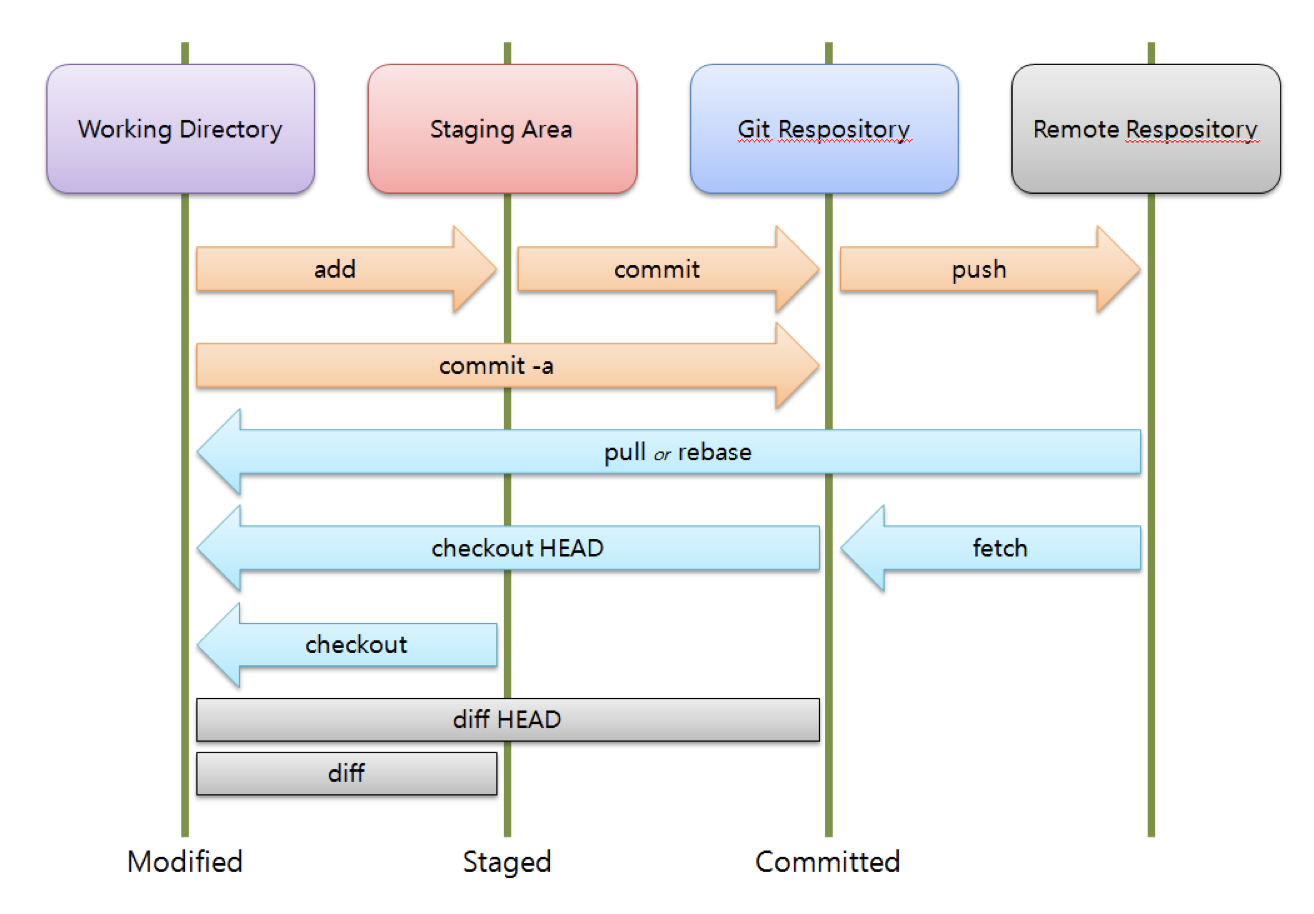 Working Directory
Staging Area
Git Respository
Remote Respository
add
commit
push
commit -a
pull or rebase
checkout HEAD
fetch
checkout
diff HEAD
diff
Modified
Staged
Committed